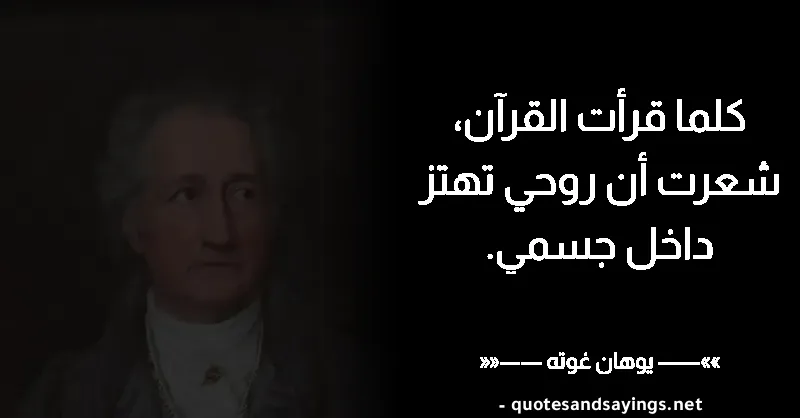 كلما قرأت القرآن،
شعرت أن روحي تهتز
داخل جسمي.
»»—— يوهان غوته ——««
- quotesandsayings.net